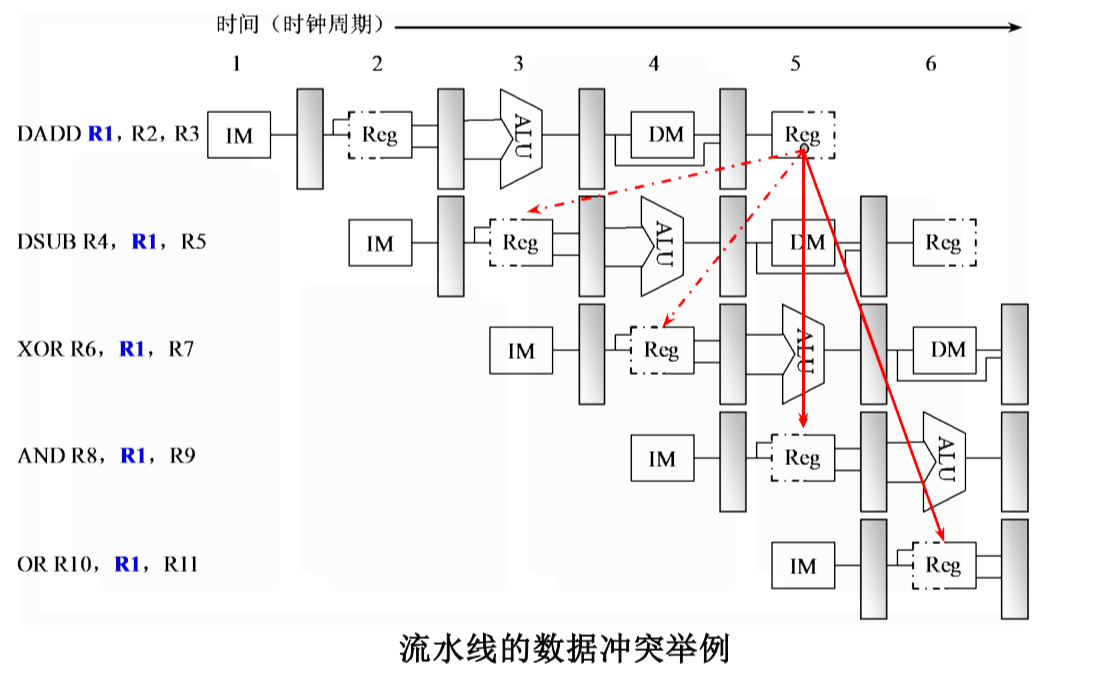 时间（时钟周期）
1 2 3 4 5 6
DADD R1，R2，R3 IM Reg ALU DM Reg
DSUB R4，R1，R5 IM Reg ALU DM Reg
XOR R6，R1，R7 IM Reg ALU DM
AND R8，R1，R9 IM Reg ALU
OR R10，R1，R11 IM Reg
流水线的数据冲突举例